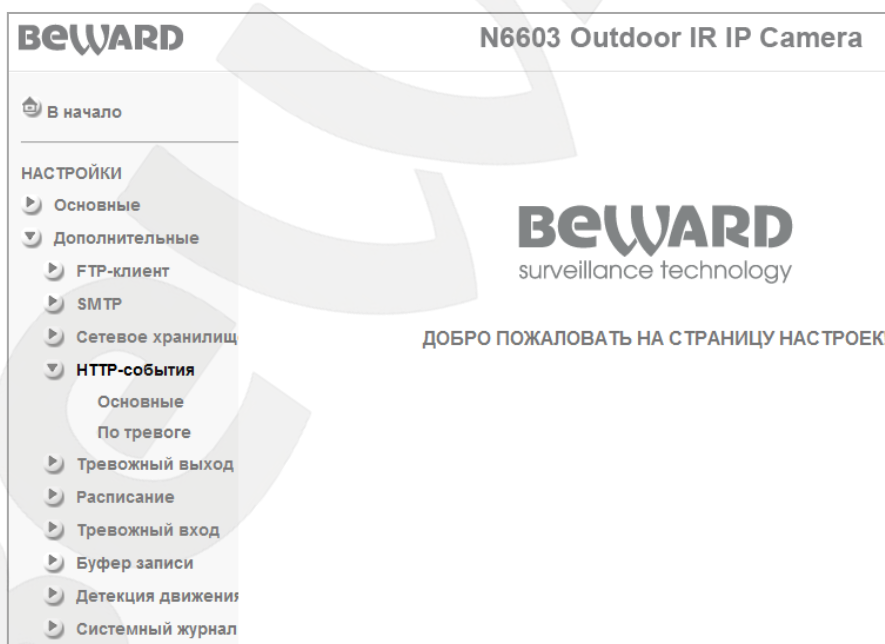 BEWARD
N6603 Outdoor IR IP Camera
В начало
НАСТРОЙКИ
Основные
Дополнительные
FTP-клиент
SMTP
Сетевое хранилищ
HTTP-события
Основные
По тревоге
Тревожный выход
Расписание
Тревожный вход
Буфер записи
Детекция движения
Системный журнал
BEWARD
surveillance technology
ДОБРО ПОЖАЛОВАТЬ НА СТРАНИЦУ НАСТРОЕК!